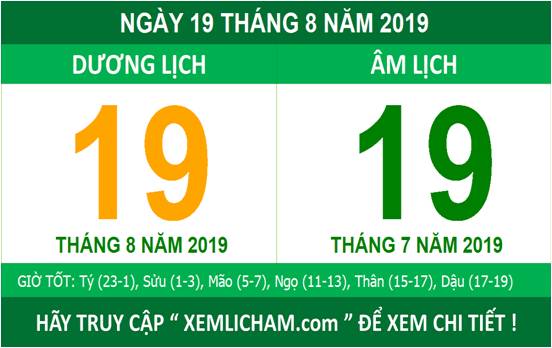 NGÀY 19 THÁNG 8 NĂM 2019
DƯƠNG LỊCH
ÂM LỊCH
19
19
THÁNG 8 NĂM 2019
THÁNG 7 NĂM 2019
GIỜ TỐT: Tý (23-1), Sửu (1-3), Mão (5-7), Ngọ (11-13), Thân (15-17), Dậu (17-19)
HÃY TRUY CẬP “ XEMLICHAM.com ” ĐỂ XEM CHI TIẾT !